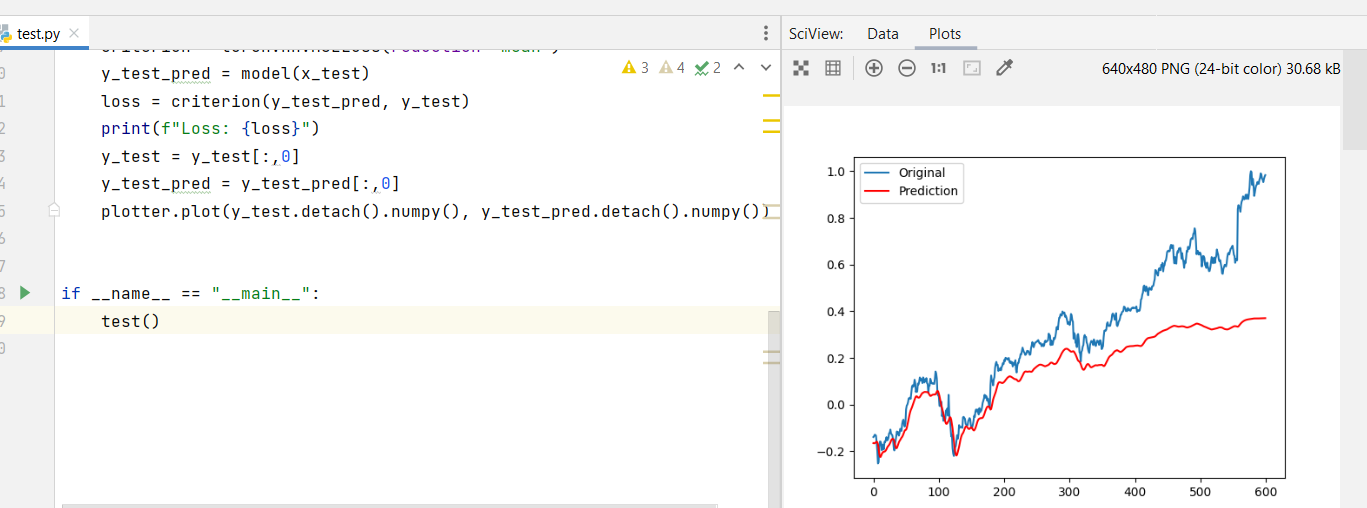 test.py
SciView: Data Plots
y_test_pred = model(x_test)
3 4 2
1:1
640x480 PNG (24-bit color) 30.68 kB
loss = criterion(y_test_pred, y_test)
print(f"Loss: {loss}")
y_test = y_test[:,0]
y_test_pred = y_test_pred[:,0]
plotter.plot(y_test.detach().numpy(), y_test_pred.detach().numpy())
if __name__ == "__main__":
test()
Original
Prediction
1.0
0.8
0.6
0.4
0.2
0.0
−0.2
0 100 200 300 400 500 600